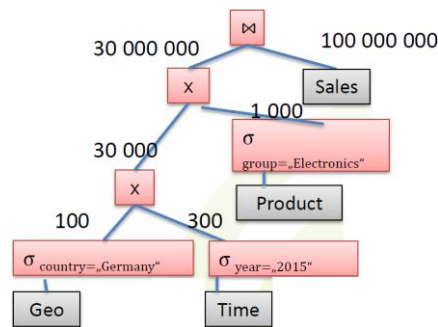 ⋈
30 000 000
100 000 000
x
Sales
1 000
σ
group=„Electronics“
30 000
x
Product
100
300
σ country=„Germany“
σ year=„2015“
Geo
Time